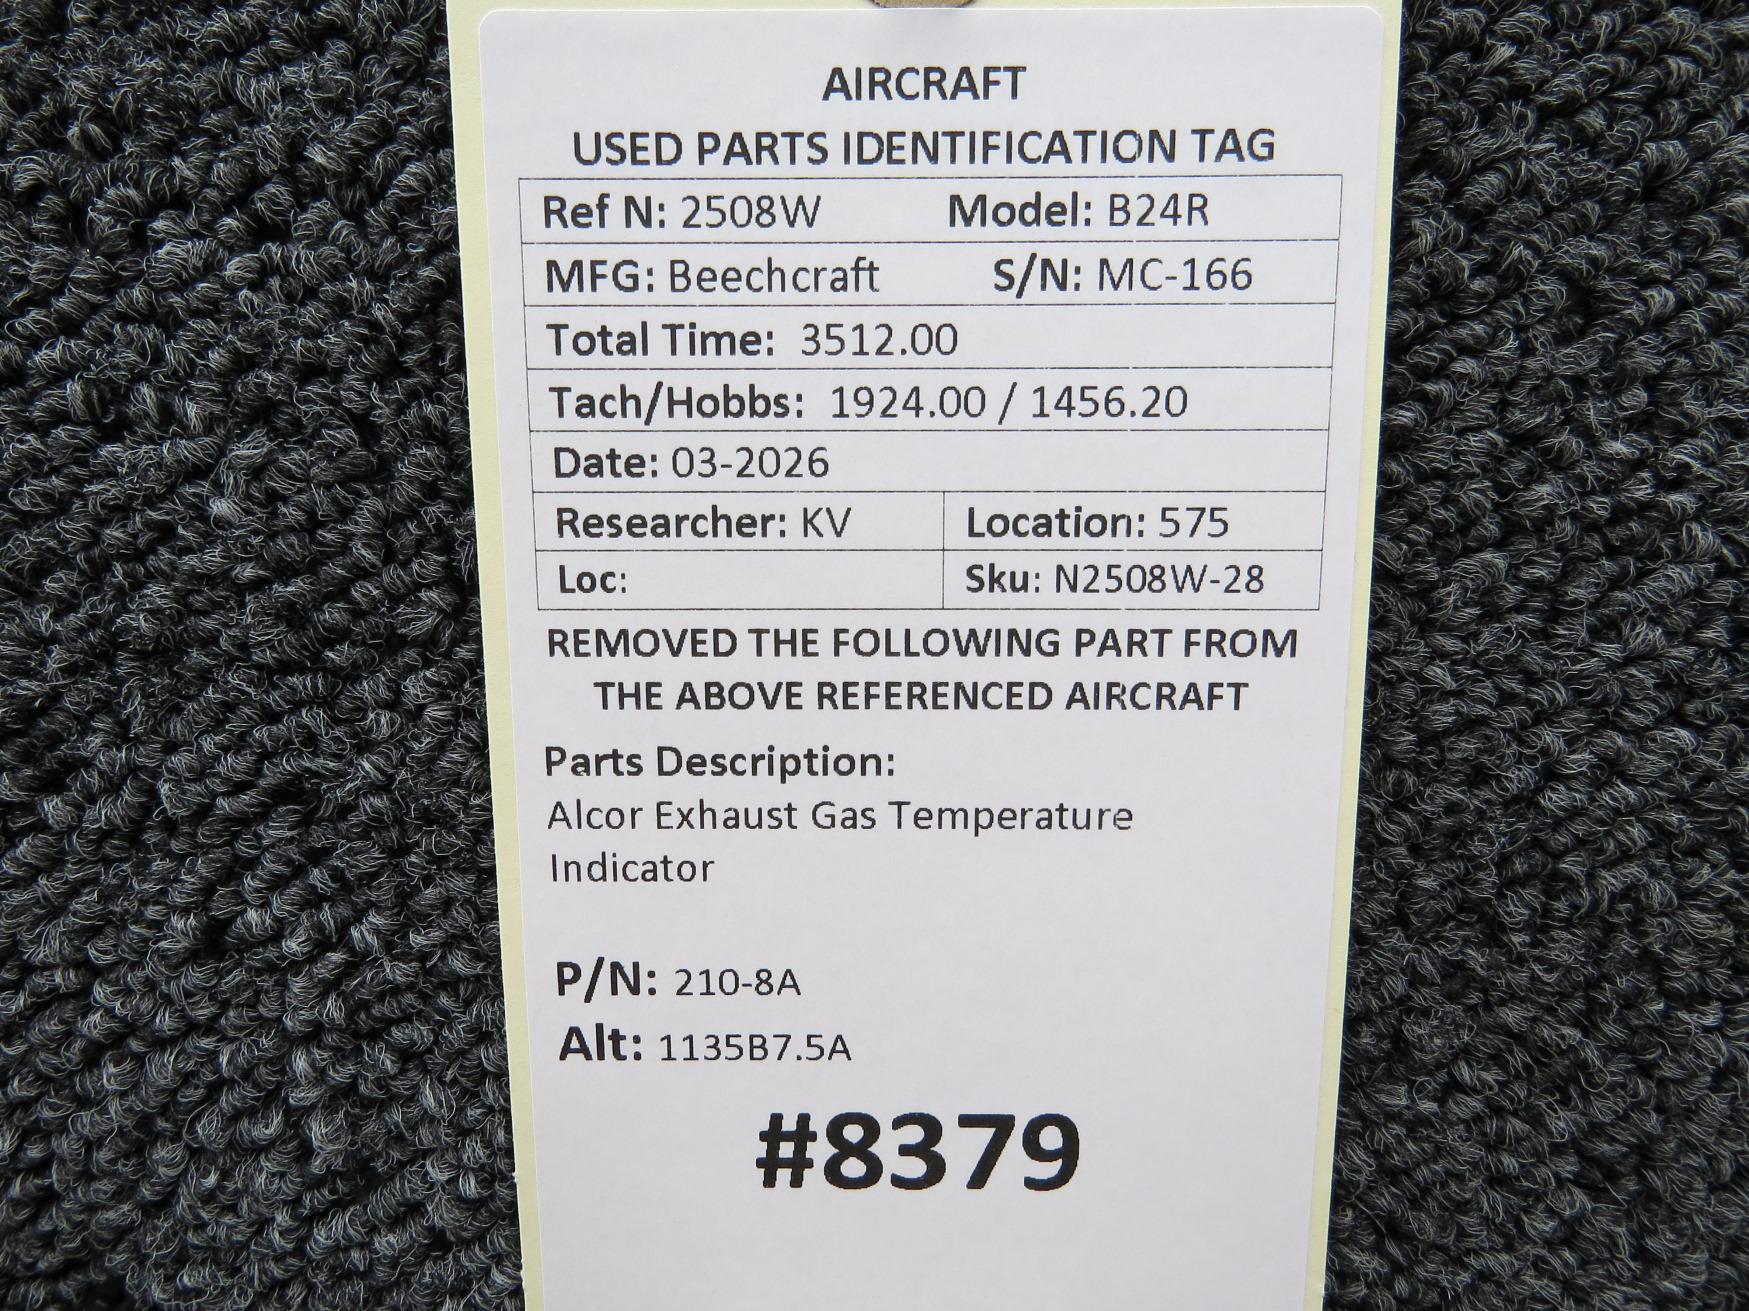 AIRCRAFT
USED PARTS IDENTIFICATION TAG
Ref N: 2508W Model: B24R
MFG: Beechcraft S/N: MC-166
Total Time: 3512.00
Tach/Hobbs: 1924.00 / 1456.20
Date: 03-2026
Researcher: KV Location: 575
Loc: Sku: N2508W-28
REMOVED THE FOLLOWING PART FROM
THE ABOVE REFERENCED AIRCRAFT
Parts Description:
Alcor Exhaust Gas Temperature
Indicator
P/N: 210-8A
Alt: 1135B7.5A
#8379